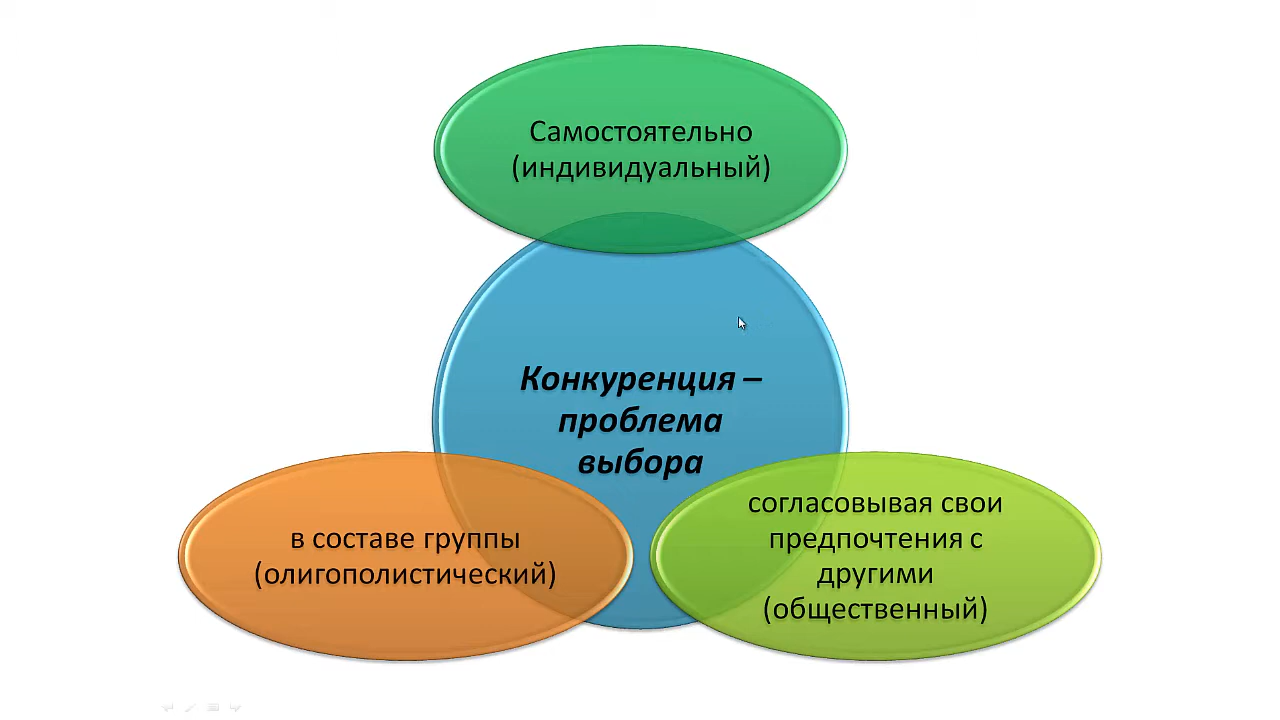 Самостоятельно
(индивидуальный)
Конкуренция –
проблема
выбора
в составе группы
(олигополистический)
согласовывая свои
предпочтения с
другими
(общественный)